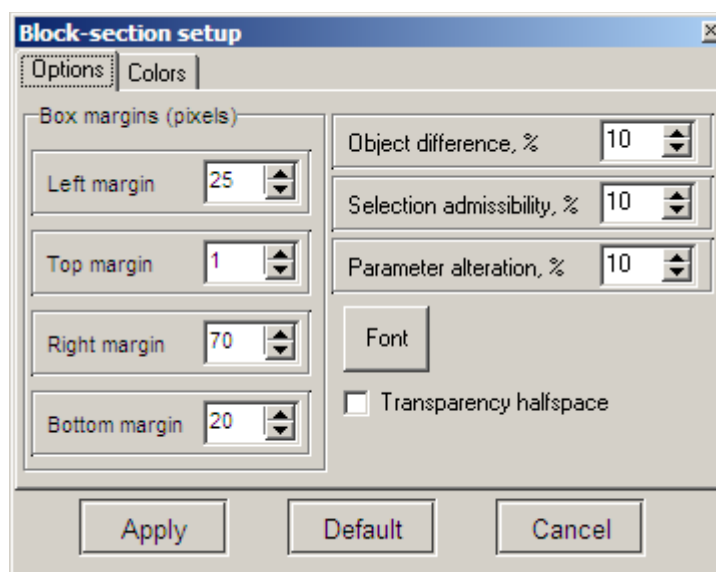 Block-section setup
Options Colors
Box margins (pixels)
Left margin 25
Top margin 1
Right margin 70
Bottom margin 20
Object difference, % 10
Selection admissibility, % 10
Parameter alteration, % 10
Font
Transparency halfspace
Apply Default Cancel